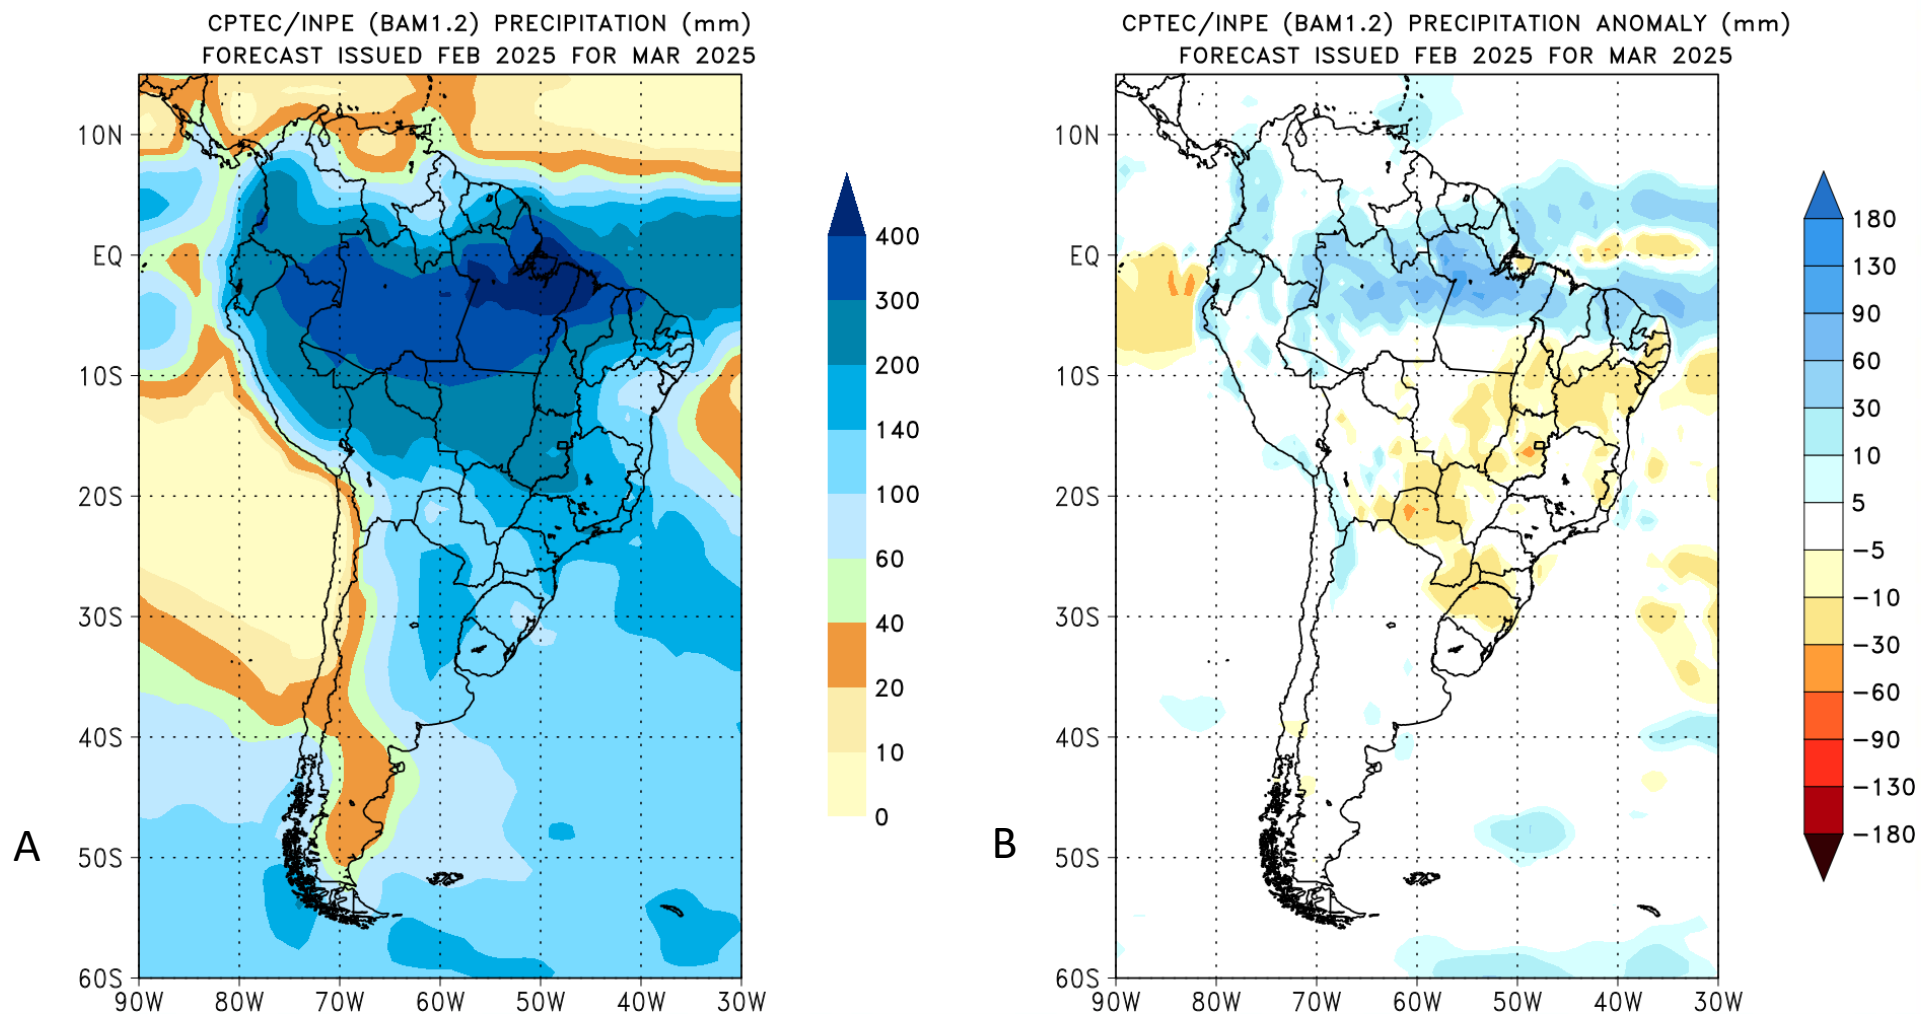 CPTEC/INPE (BAM1.2) PRECIPITATION (mm)
FORECAST ISSUED FEB 2025 FOR MAR 2025
10N
EQ
10S
20S
30S
40S
50S
60S
90W 80W 70W 60W 50W 40W 30W
400
300
200
140
100
60
40
20
10
0
A
CPTEC/INPE (BAM1.2) PRECIPITATION ANOMALY (mm)
FORECAST ISSUED FEB 2025 FOR MAR 2025
10N
EQ
10S
20S
30S
40S
50S
60S
90W 80W 70W 60W 50W 40W 30W
180
130
90
60
30
10
5
−5
−10
−30
−60
−90
−130
−180
B